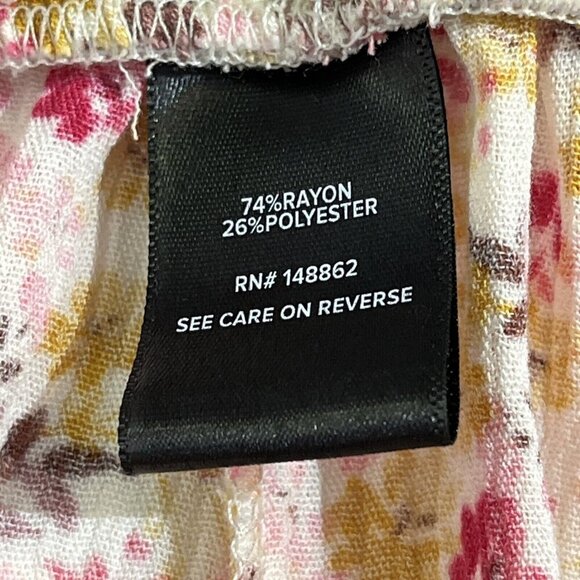 74%RAYON
26%POLYESTER
RN# 148862
SEE CARE ON REVERSE